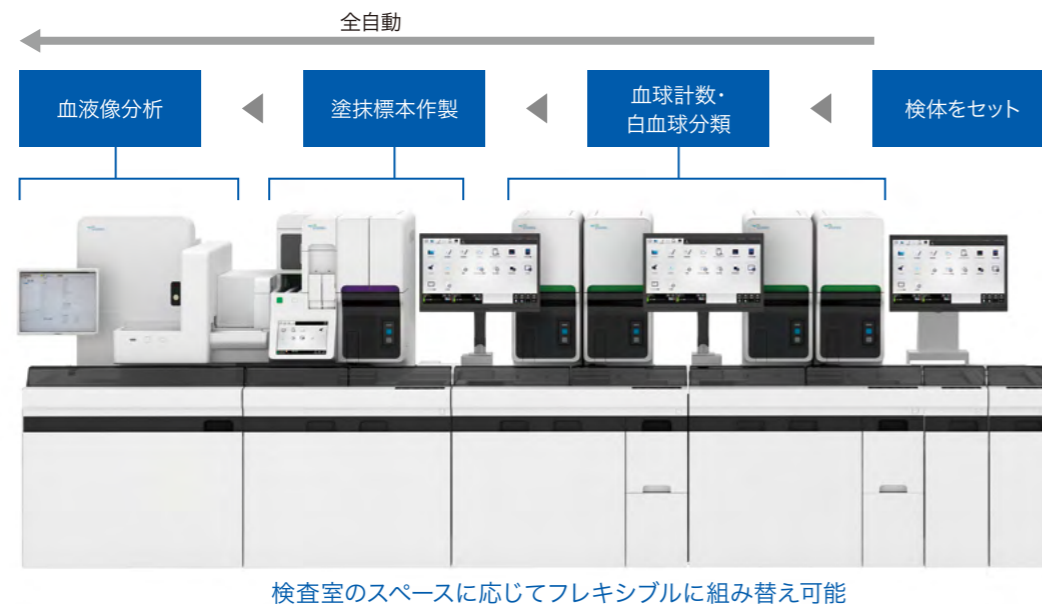 全自動
血液像分析
塗抹標本作製
血球計数・
白血球分類
検体をセット
検査室のスペースに応じてフレキシブルに組み替え可能